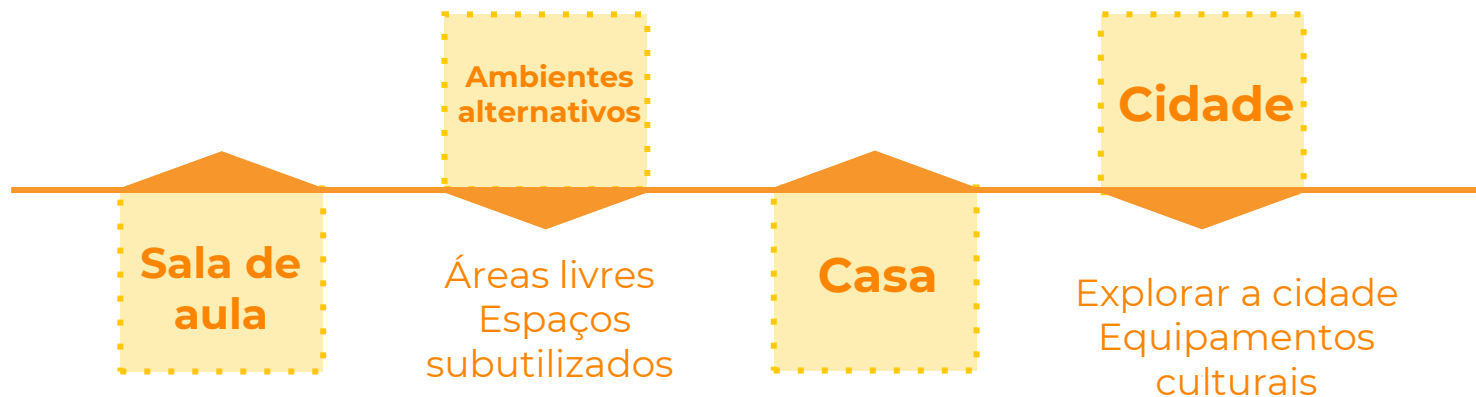 Sala de
aula
Ambientes
alternativos
Áreas livres
Espaços
subutilizados
Casa
Cidade
Explorar a cidade
Equipamentos
culturais